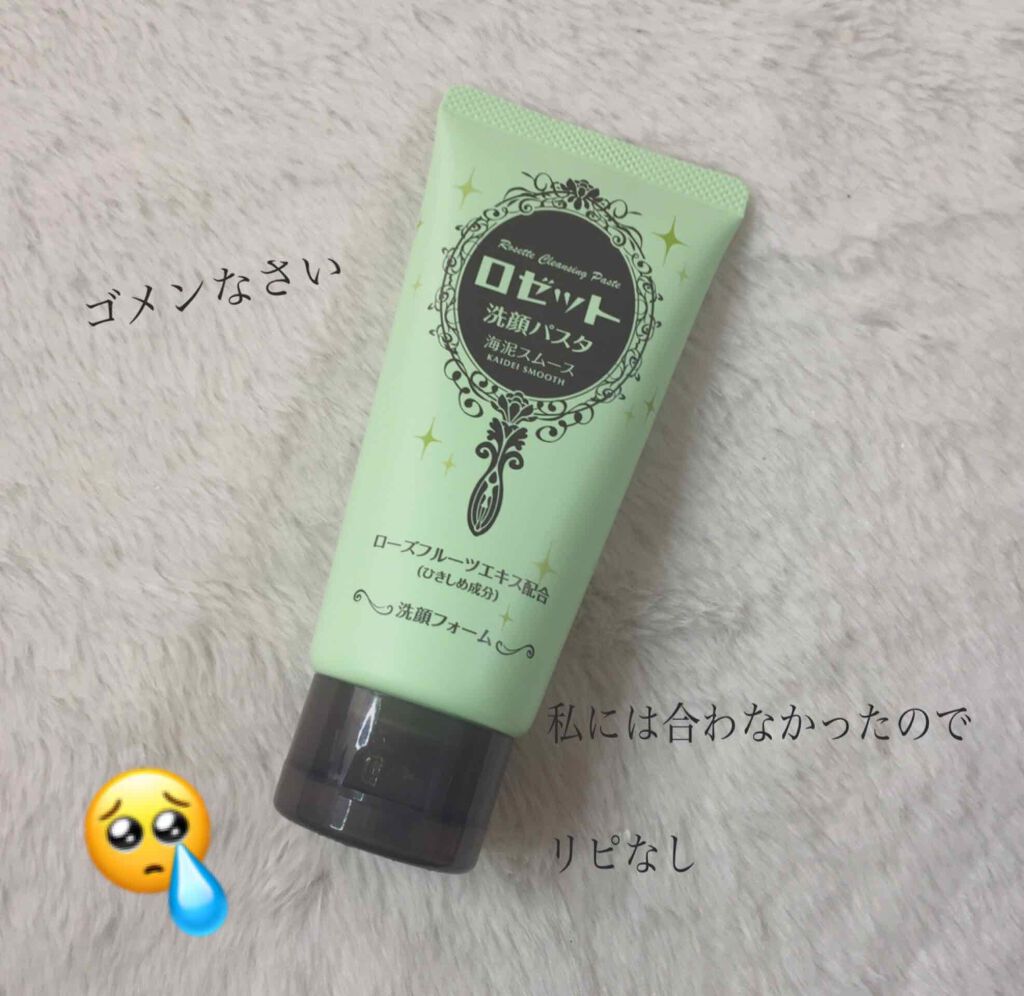 ゴメンなさい
Rosette Cleansing Paste
ロゼット
洗顔パスタ
海泥スムース
KAIDEI SMOOTH
ローズフルーツエキス配合
(ひきしめ成分)
洗顔フォーム
私には合わなかったので
リピなし